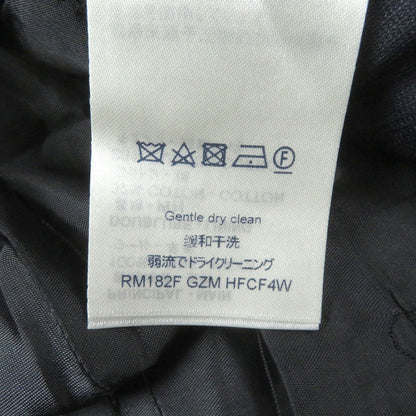 F
Gentle dry clean
緩和干洗
弱流でドライクリーニング
RM182F GZM HFCF4W